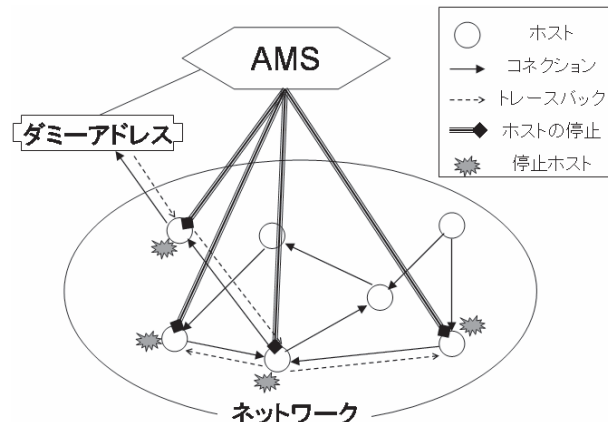 AMS
ダミーアドレス
ホスト
コネクション
トレースバック
ホストの停止
停止ホスト
ネットワーク